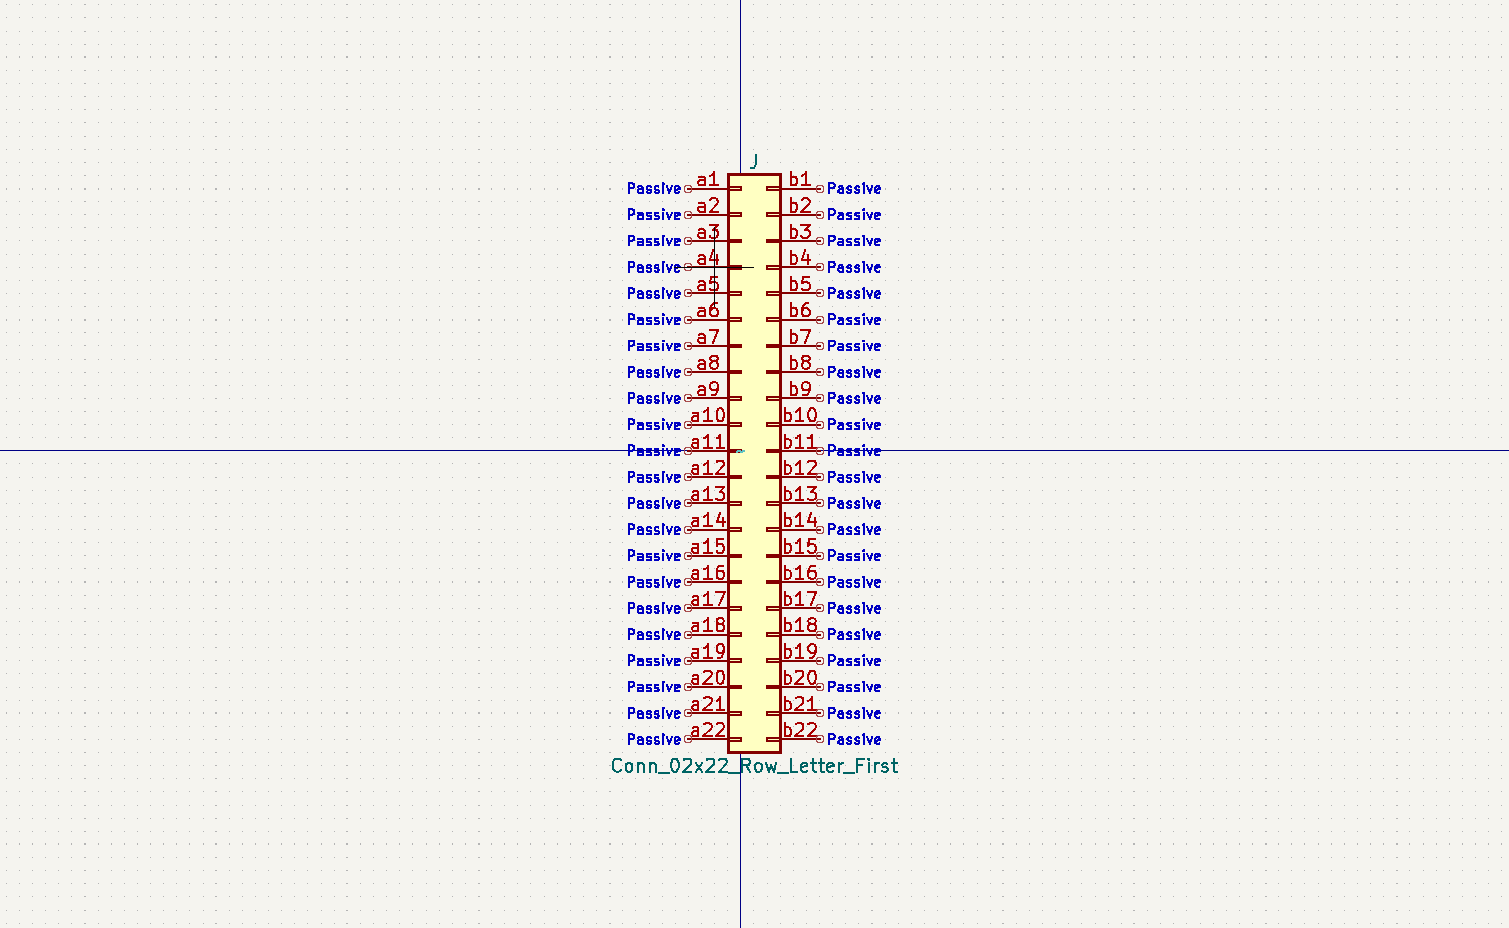 J
Passive a1 b1 Passive
Passive a2 b2 Passive
Passive a3 b3 Passive
Passive a4 b4 Passive
Passive a5 b5 Passive
Passive a6 b6 Passive
Passive a7 b7 Passive
Passive a8 b8 Passive
Passive a9 b9 Passive
Passive a10 b10 Passive
Passive a11 b11 Passive
Passive a12 b12 Passive
Passive a13 b13 Passive
Passive a14 b14 Passive
Passive a15 b15 Passive
Passive a16 b16 Passive
Passive a17 b17 Passive
Passive a18 b18 Passive
Passive a19 b19 Passive
Passive a20 b20 Passive
Passive a21 b21 Passive
Passive a22 b22 Passive
Conn_02x22_Row_Letter_First